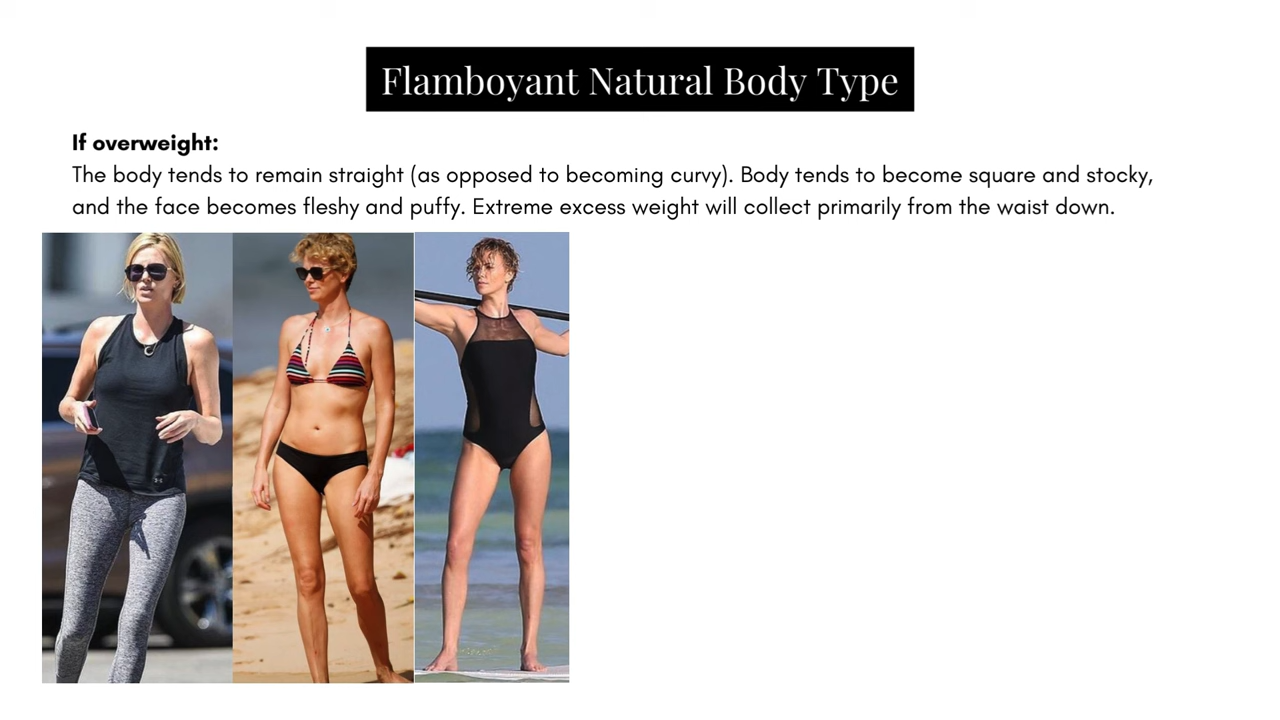 Flamboyant Natural Body Type
If overweight:
The body tends to remain straight (as opposed to becoming curvy). Body tends to become square and stocky,
and the face becomes fleshy and puffy. Extreme excess weight will collect primarily from the waist down.